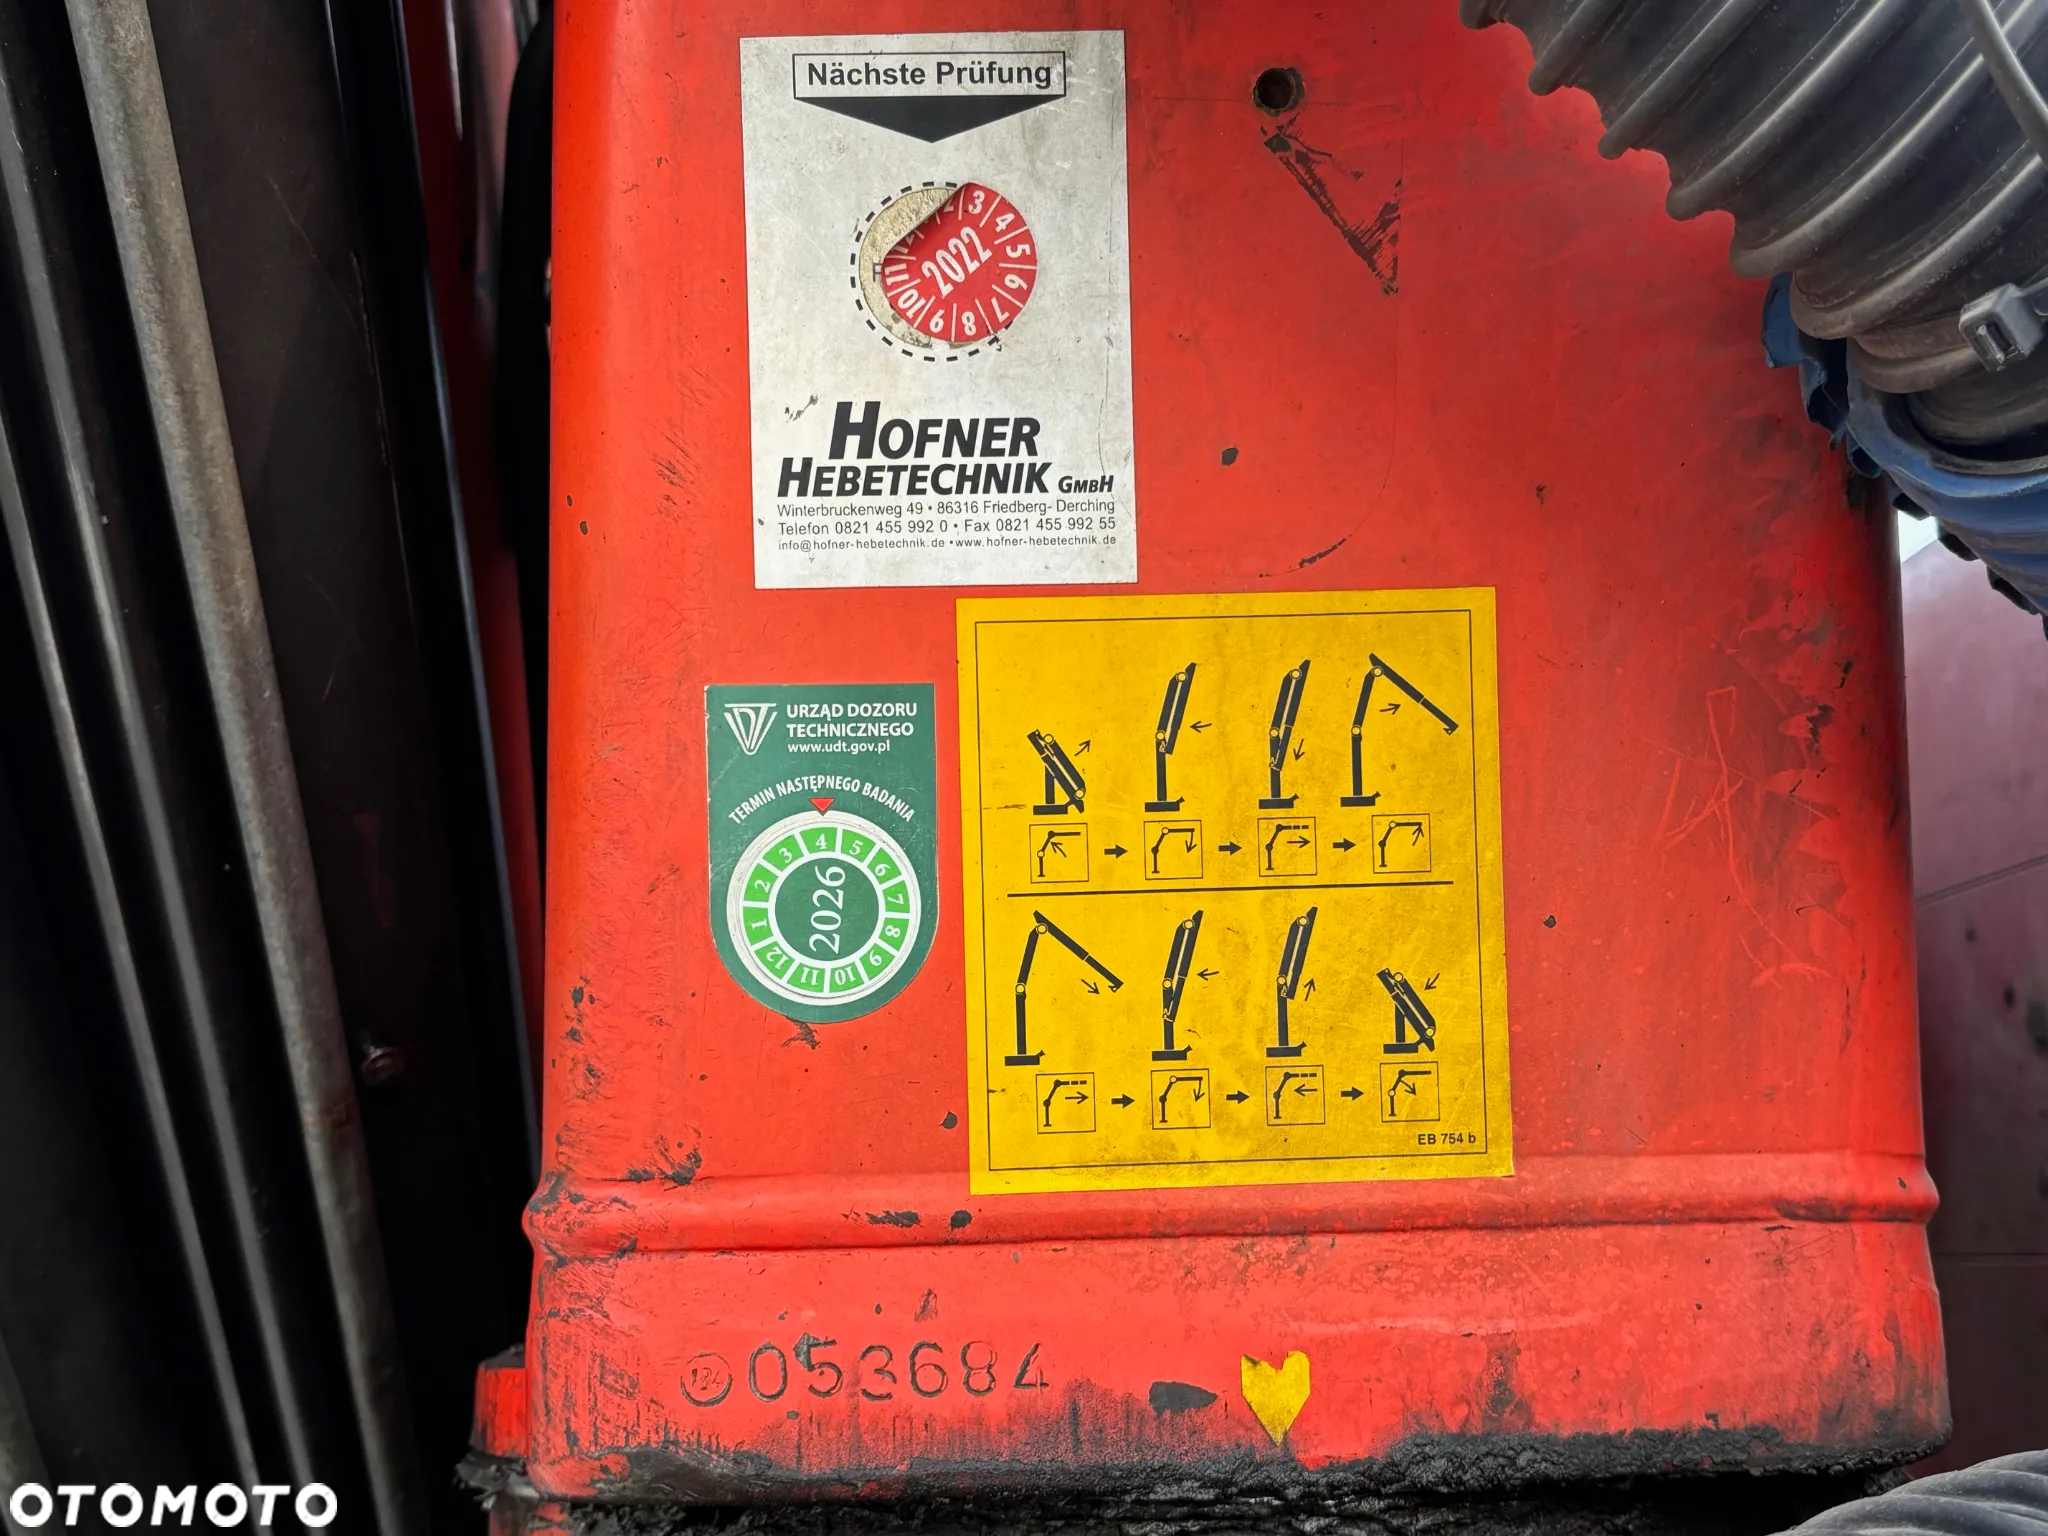 Nächste Prüfung
2 3 4 5 6 7 8 9 10 11 12
2022
HOFNER
HEBETECHNIK GMBH
Winterbruckenweg 49 • 86316 Friedberg- Derching
Telefon 0821 455 992 0 • Fax 0821 455 992 55
info@hofner-hebetechnik.de •www.hofner-hebetechnik.de
UDT
URZĄD DOZORU
TECHNICZNEGO
www.udt.gov.pl
TERMIN NASTĘPNEGO BADANIA
1 2 3 4 5 6 7 8 9 10 11 12
2026
EB 754 b
053684
OTOMOTO